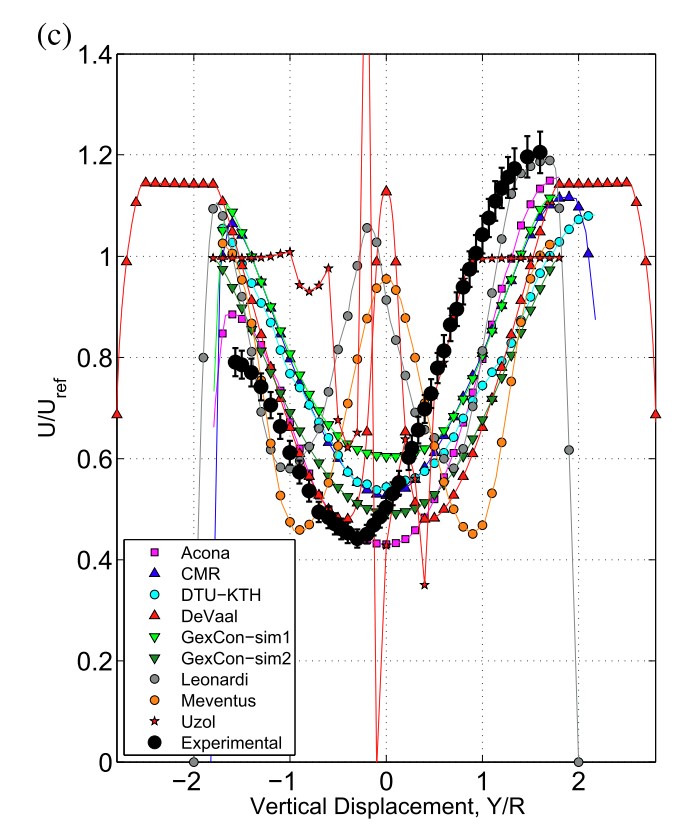 (c)
1.4
1.2
1
0.8
0.6
0.4
0.2
0
U/U_ref
Acona
CMR
DTU−KTH
DeVaal
GexCon−sim1
GexCon−sim2
Leonardi
Meventus
Uzol
Experimental
−2 −1 0 1 2
Vertical Displacement, Y/R